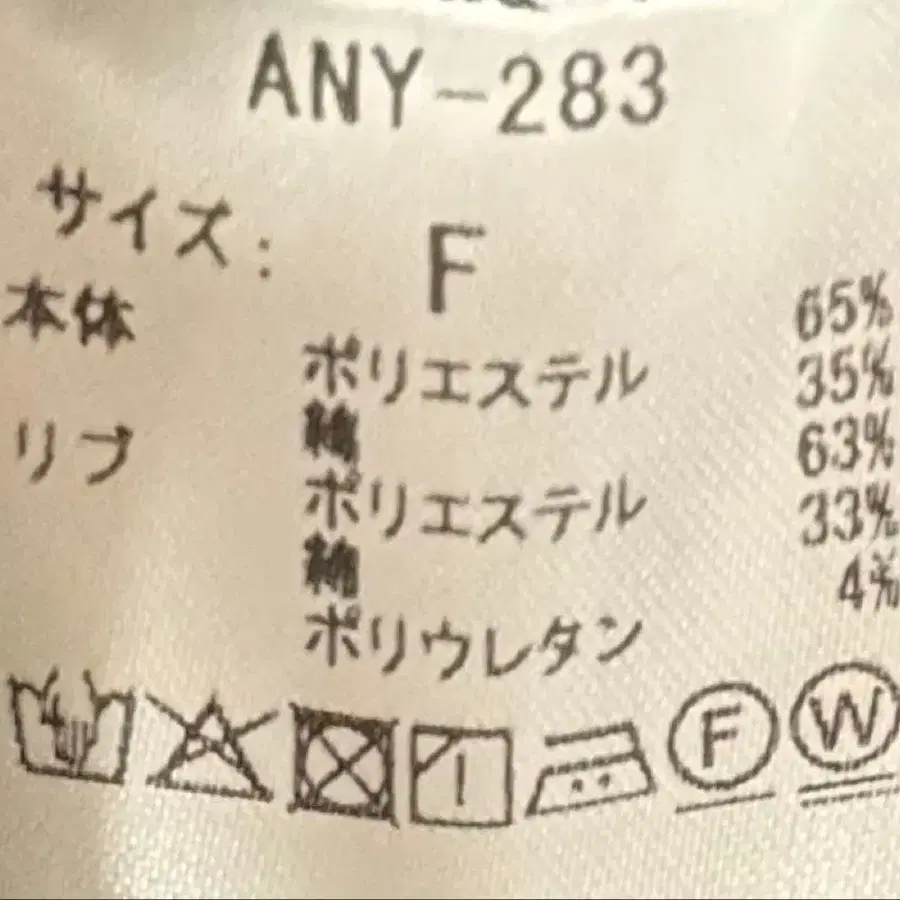 ANY-283
サイズ: F
本体 ポリエステル 65%
綿 35%
リブ ポリエステル 63%
綿 33%
ポリウレタン 4%
F W